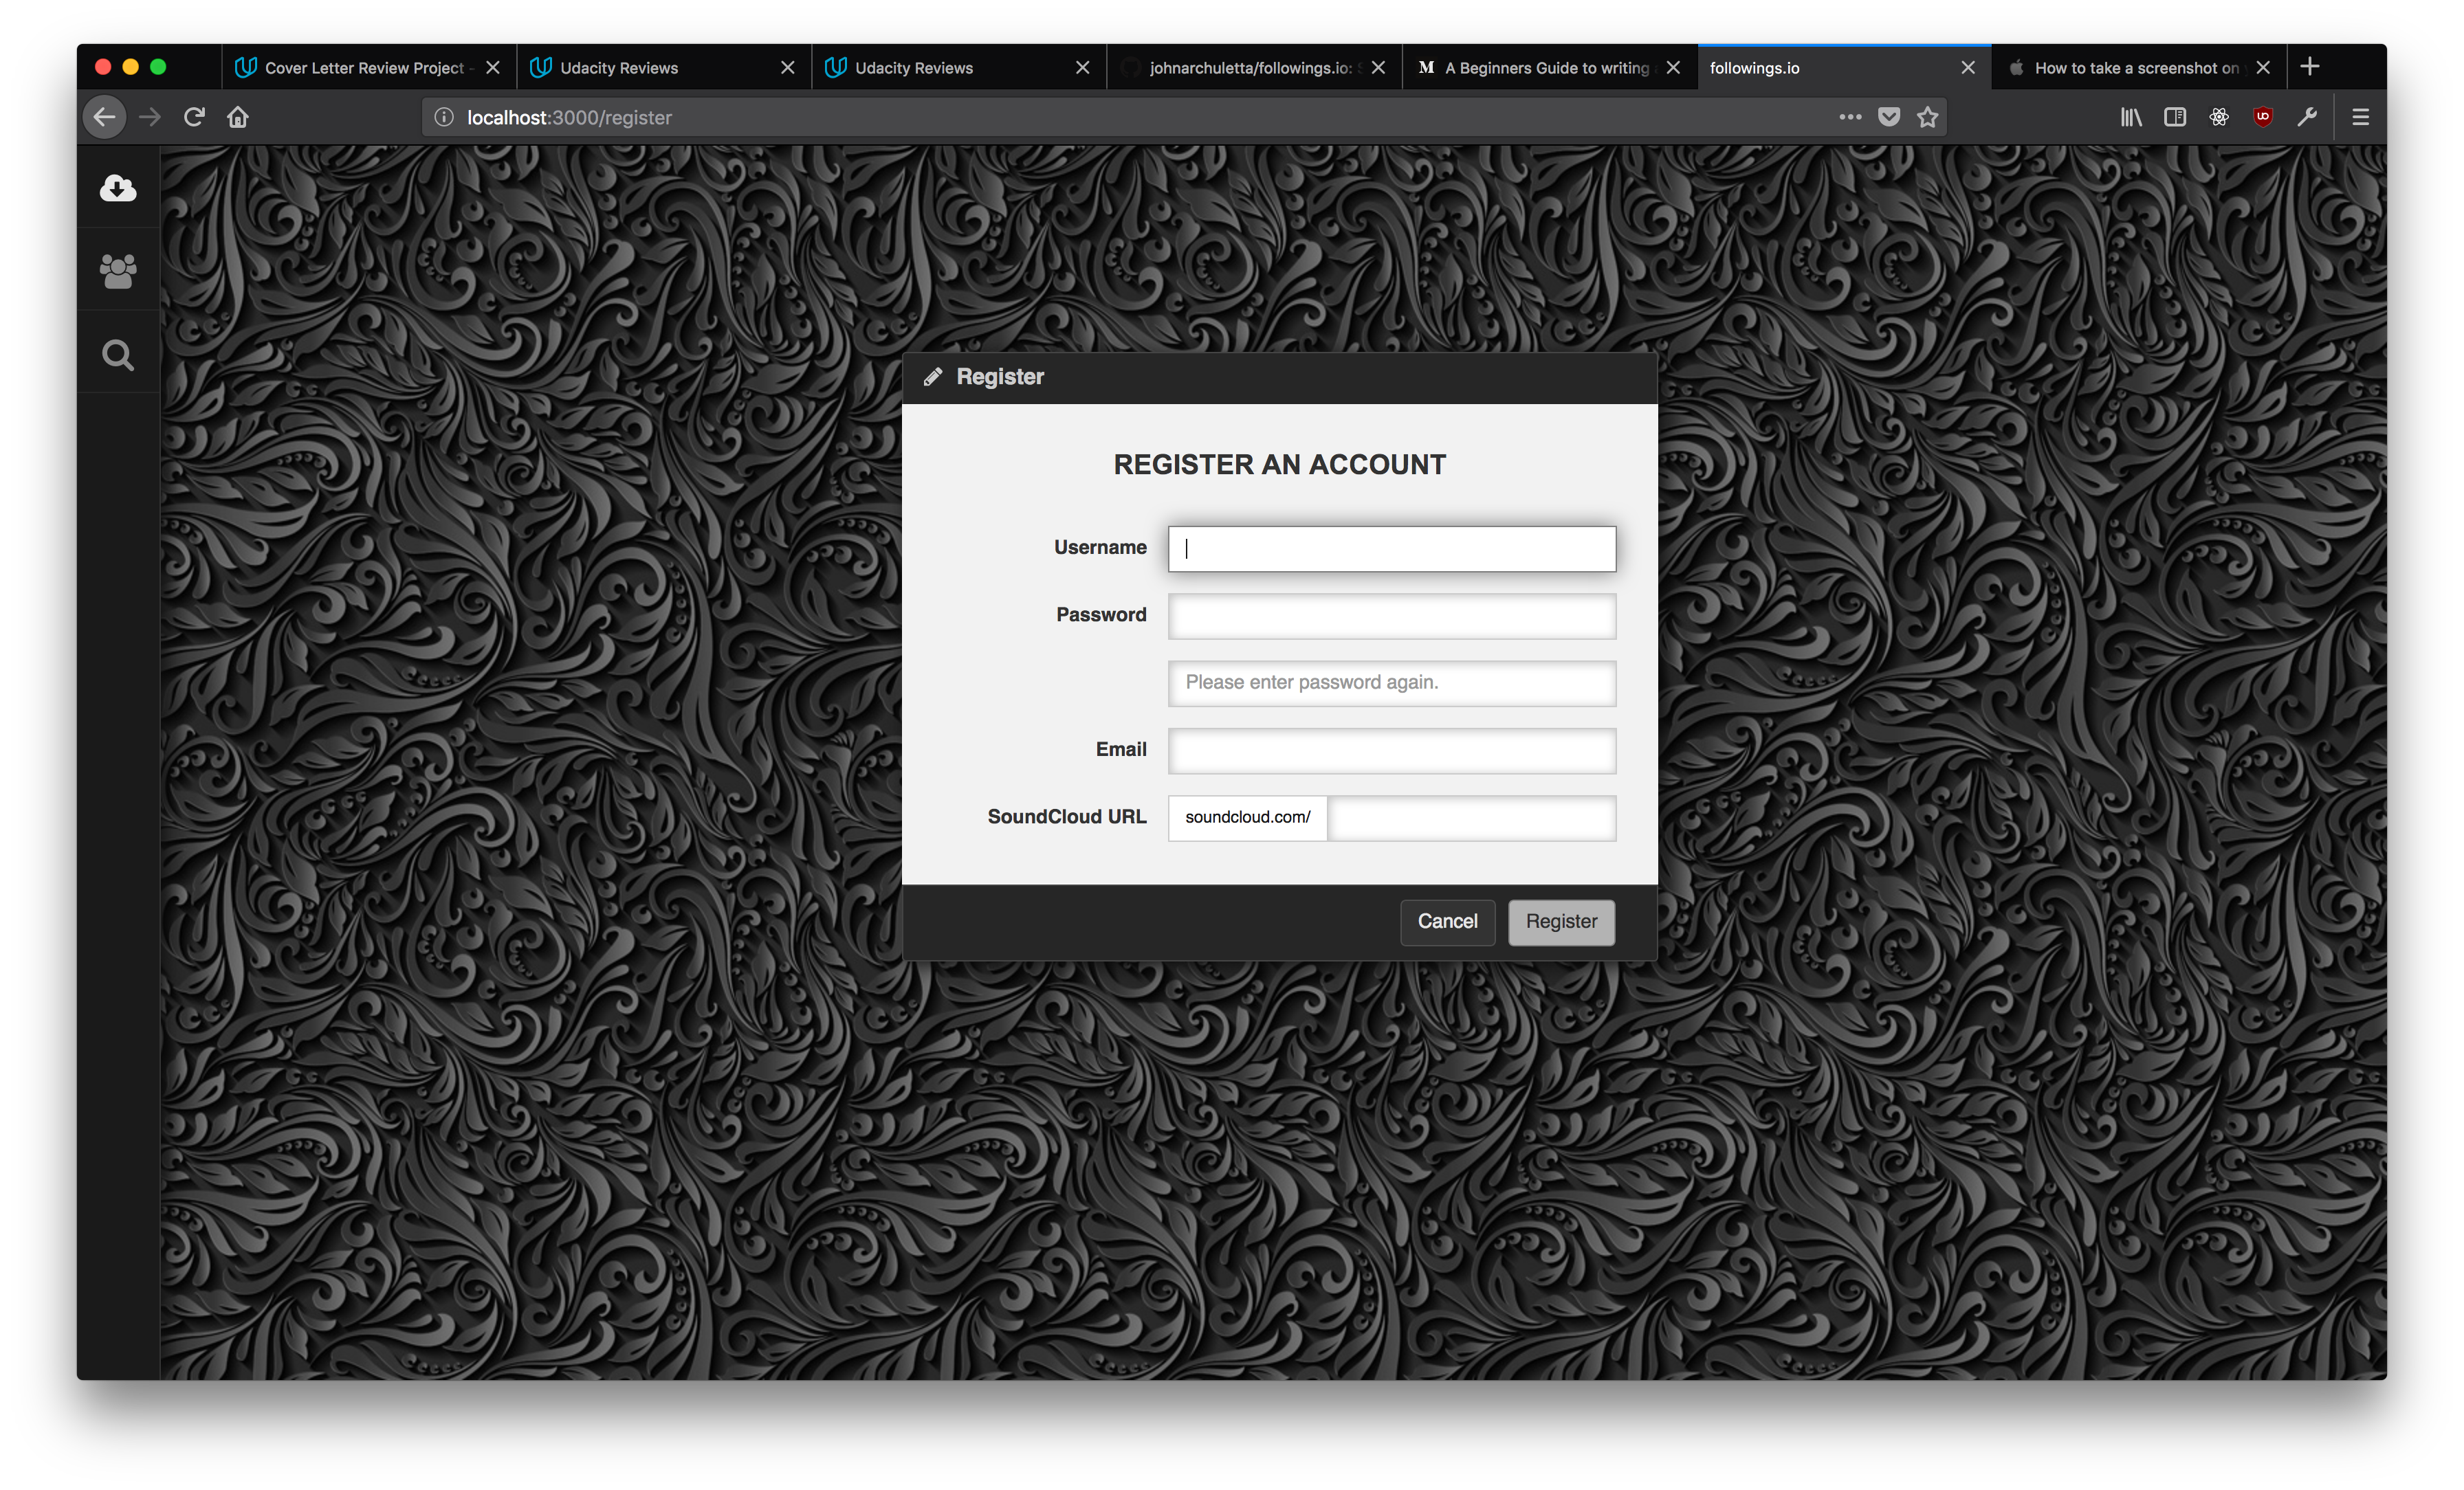 Cover Letter Review Project -
Udacity Reviews
Udacity Reviews
johnarchuletta/followings.io: S
A Beginners Guide to writing a
followings.io
How to take a screenshot on y
localhost:3000/register
Register
REGISTER AN ACCOUNT
Username
Password
Please enter password again.
Email
SoundCloud URL
soundcloud.com/
Cancel
Register